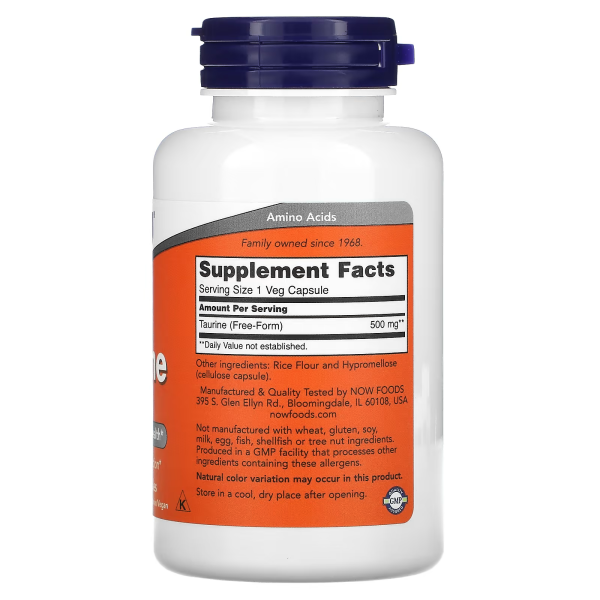 Amino Acids
Family owned since 1968.
Supplement Facts
Serving Size 1 Veg Capsule
Amount Per Serving
Taurine (Free-Form) 500 mg**
**Daily Value not established.
Other ingredients: Rice Flour and Hypromellose
(cellulose capsule).
Manufactured & Quality Tested by NOW FOODS
395 S. Glen Ellyn Rd., Bloomingdale, IL 60108, USA
nowfoods.com
Not manufactured with wheat, gluten, soy,
milk, egg, fish, shellfish or tree nut ingredients.
Produced in a GMP facility that processes other
ingredients containing these allergens.
Natural color variation may occur in this product.
Store in a cool, dry place after opening.
K
GMP
Vegan